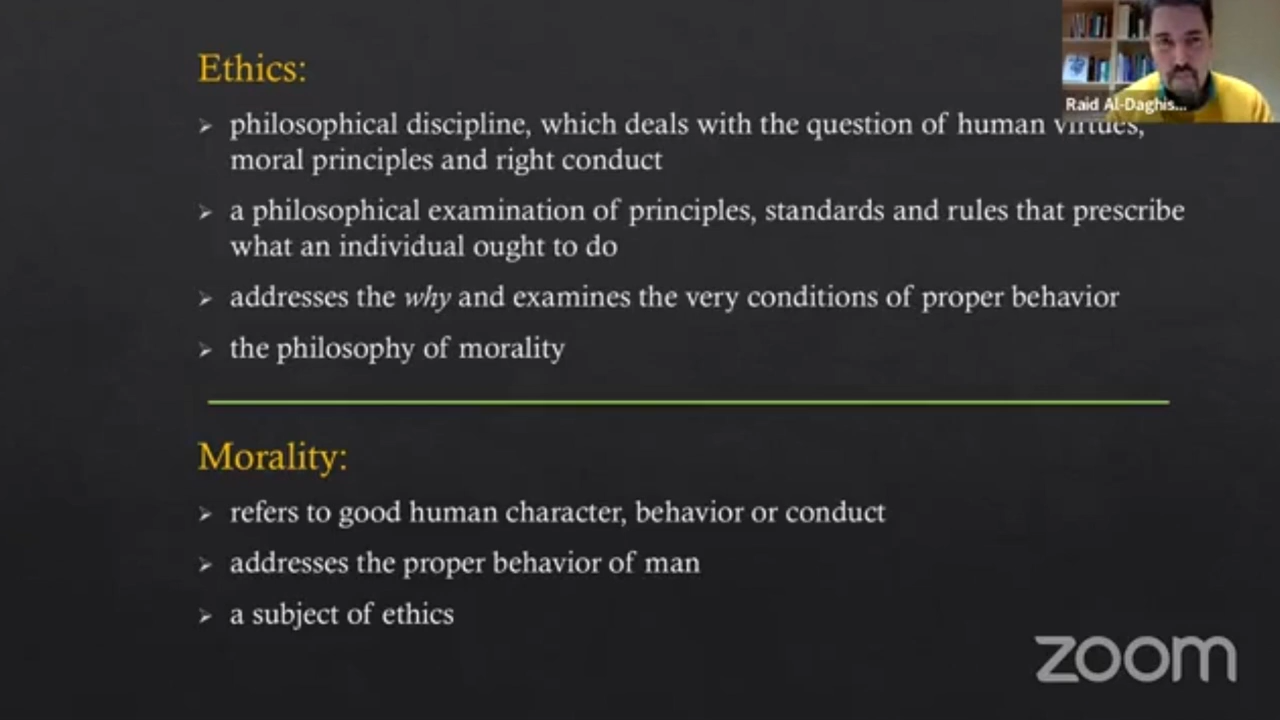 Ethics:
Raid Al-Daghis...
➢ philosophical discipline, which deals with the question of human virtues,
moral principles and right conduct
➢ a philosophical examination of principles, standards and rules that prescribe
what an individual ought to do
➢ addresses the why and examines the very conditions of proper behavior
➢ the philosophy of morality
Morality:
➢ refers to good human character, behavior or conduct
➢ addresses the proper behavior of man
➢ a subject of ethics
zoom